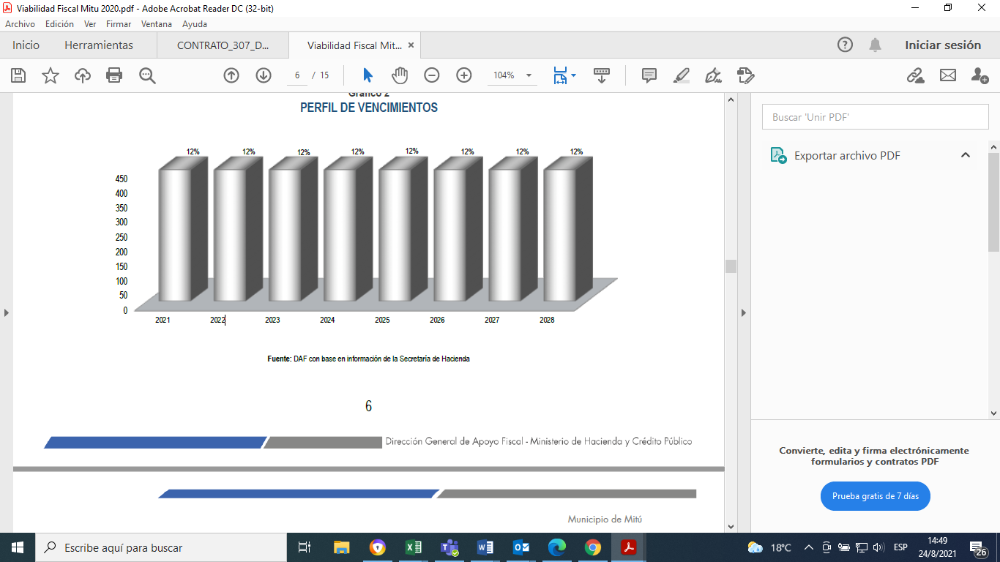 Viabilidad Fiscal Mitu 2020.pdf - Adobe Acrobat Reader DC (32-bit)
Archivo Edición Ver Firmar Ventana Ayuda
Inicio Herramientas CONTRATO_307_D... Viabilidad Fiscal Mit... × Iniciar sesión
6 / 15 104%
Gráfico 2
PERFIL DE VENCIMIENTOS
12% 12% 12% 12% 12% 12% 12% 12%
450
400
350
300
250
200
150
100
50
0
2021 2022 2023 2024 2025 2026 2027 2028
Fuente: DAF con base en información de la Secretaría de Hacienda
6
Dirección General de Apoyo Fiscal - Ministerio de Hacienda y Crédito Público
Municipio de Mitú
Buscar 'Unir PDF'
Exportar archivo PDF
Convierte, edita y firma electrónicamente
formularios y contratos PDF
Prueba gratis de 7 días
Escribe aquí para buscar
18°C
ESP
14:49
24/8/2021
26